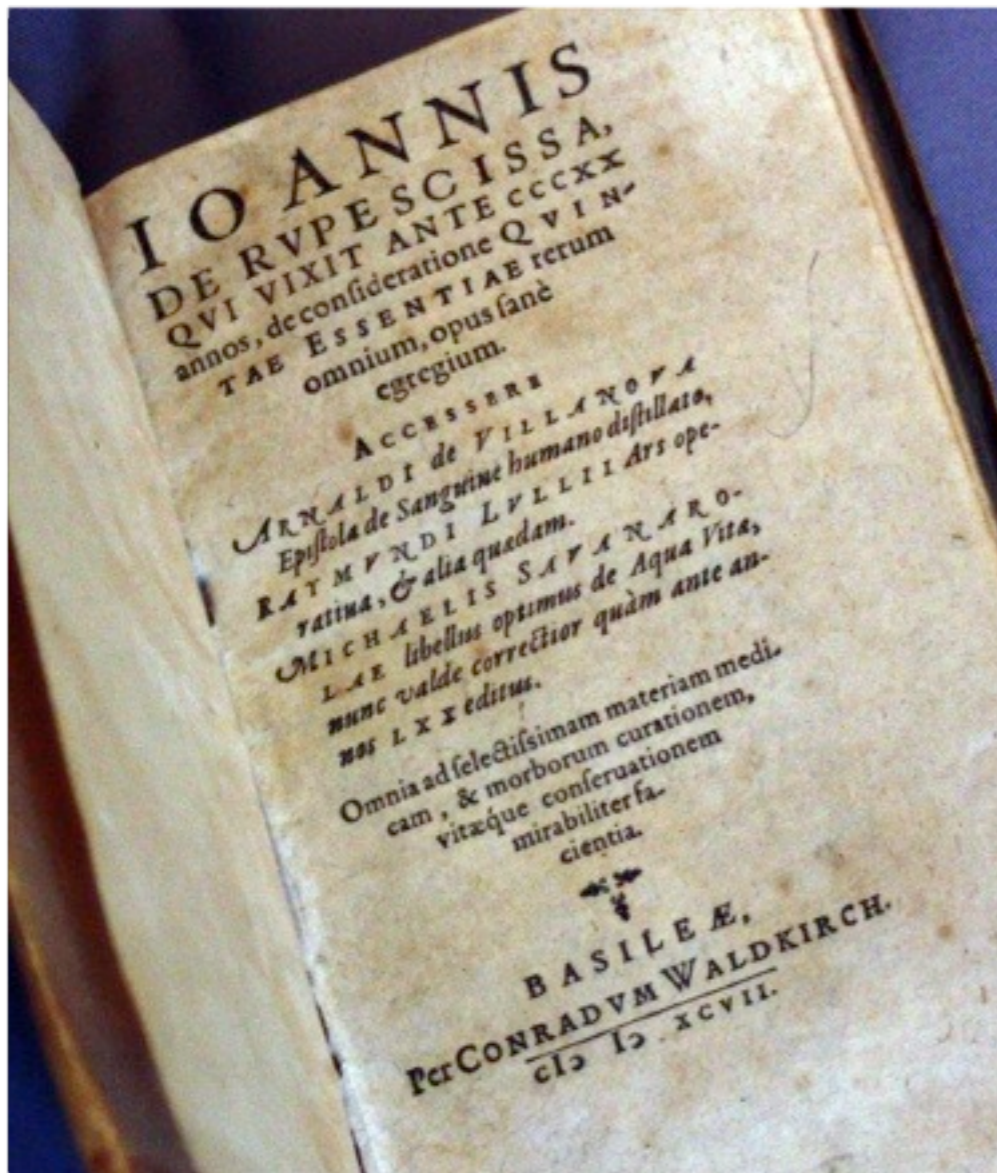 IOANNIS
DE RVPESCISSA,
QVI VIXIT ANTE CCCXX
annos, de consideratione QVIN-
TAE ESSENTIAE rerum
omnium, opus sanè
egregium.
ACCESSERE
ARNALDI de VILLANOVA
Epistola de Sanguine humano distillato,
RAYMVNDI LVLLII Ars ope-
ratiua, & alia quædam.
MICHAELIS SAVANARO-
LAE libellus optimus de Aqua Vitæ,
nunc valde correctior quàm ante an-
nos LXX editus.
Omnia ad selectissimam materiam medi-
cam, & morborum curationem,
vitæque conseruationem
mirabiliter fa-
cientia.
BASILEÆ,
Per CONRADVM WALDKIRCH.
cIɔ Iɔ XCVII.